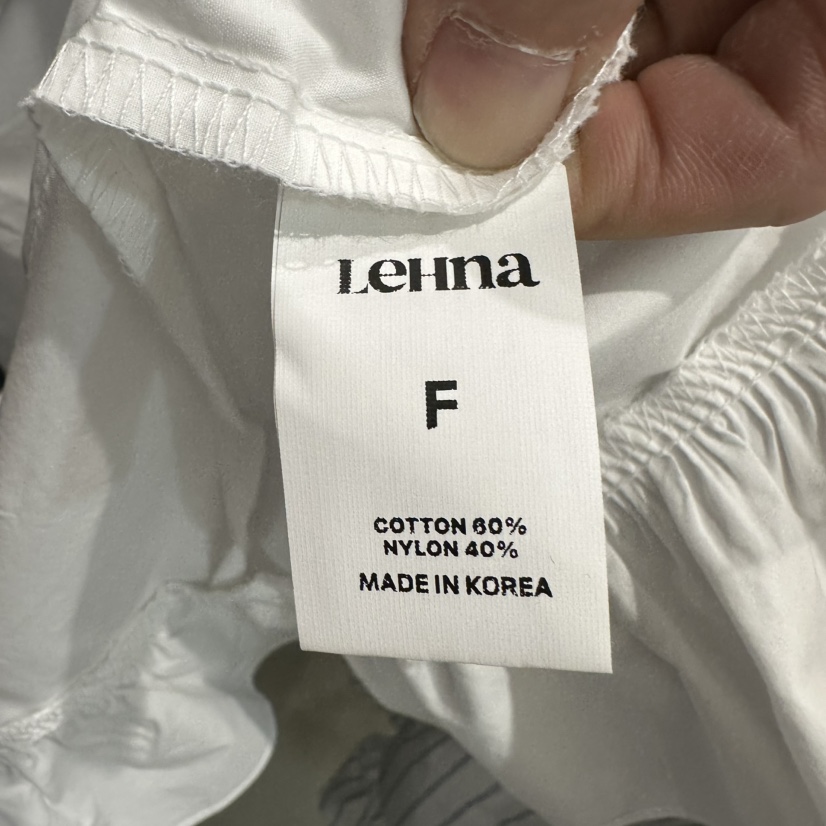 LeHna
F
COTTON 60%
NYLON 40%
MADE IN KOREA